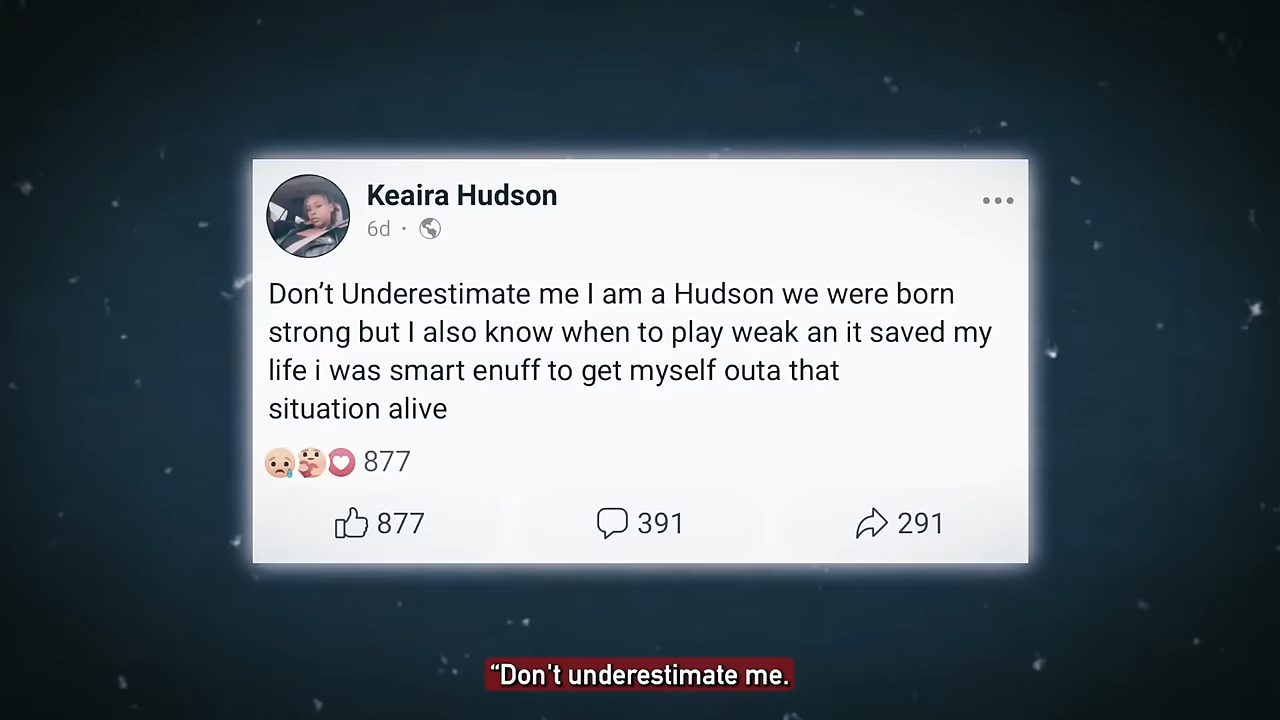 Keaira Hudson
6d ·
Don’t Underestimate me I am a Hudson we were born
strong but I also know when to play weak an it saved my
life i was smart enuff to get myself outa that
situation alive
877
877 391 291
“Don't underestimate me.